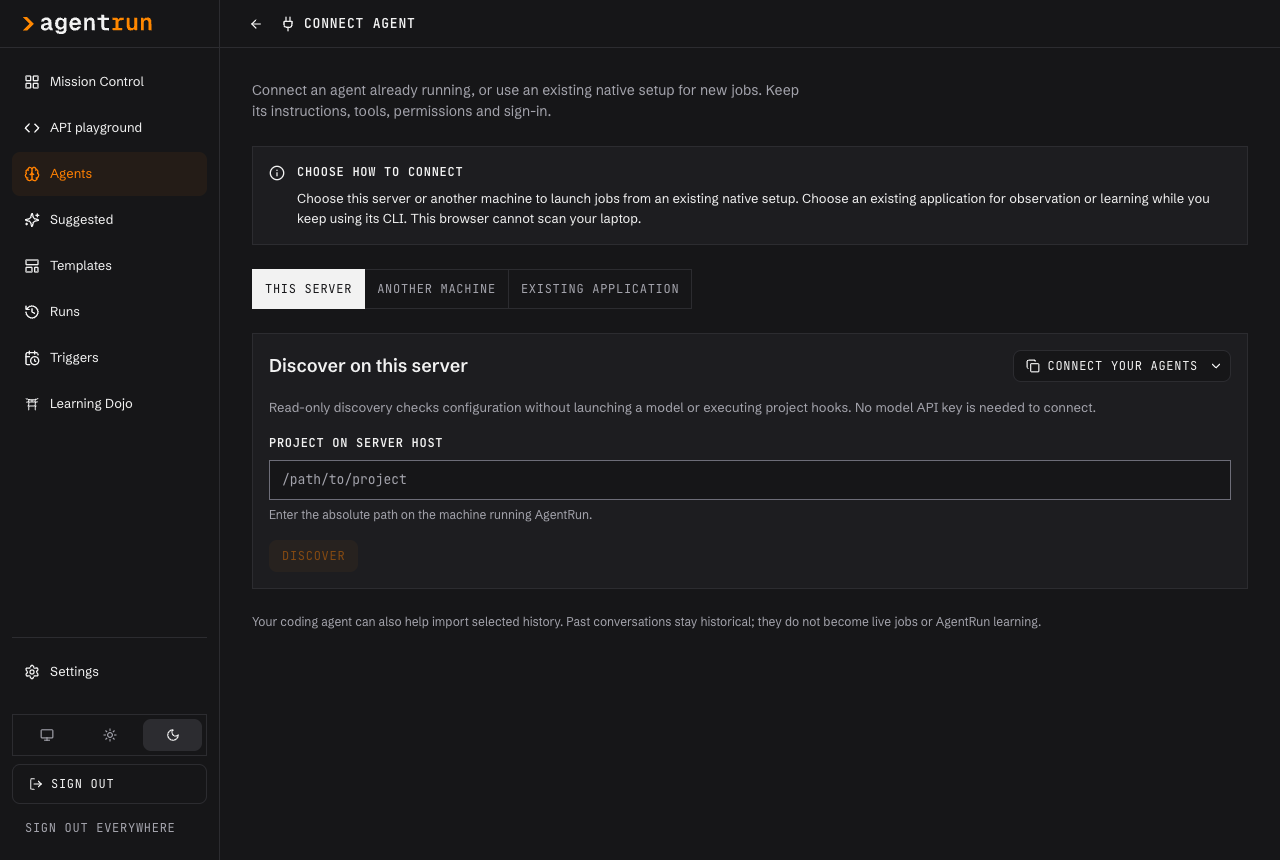 agentrun
CONNECT AGENT
Mission Control
API playground
Agents
Suggested
Templates
Runs
Triggers
Learning Dojo
Settings
SIGN OUT
SIGN OUT EVERYWHERE
Connect an agent already running, or use an existing native setup for new jobs. Keep
its instructions, tools, permissions and sign-in.
CHOOSE HOW TO CONNECT
Choose this server or another machine to launch jobs from an existing native setup. Choose an existing application for observation or learning while you
keep using its CLI. This browser cannot scan your laptop.
THIS SERVER
ANOTHER MACHINE
EXISTING APPLICATION
Discover on this server
CONNECT YOUR AGENTS
Read-only discovery checks configuration without launching a model or executing project hooks. No model API key is needed to connect.
PROJECT ON SERVER HOST
/path/to/project
Enter the absolute path on the machine running AgentRun.
DISCOVER
Your coding agent can also help import selected history. Past conversations stay historical; they do not become live jobs or AgentRun learning.